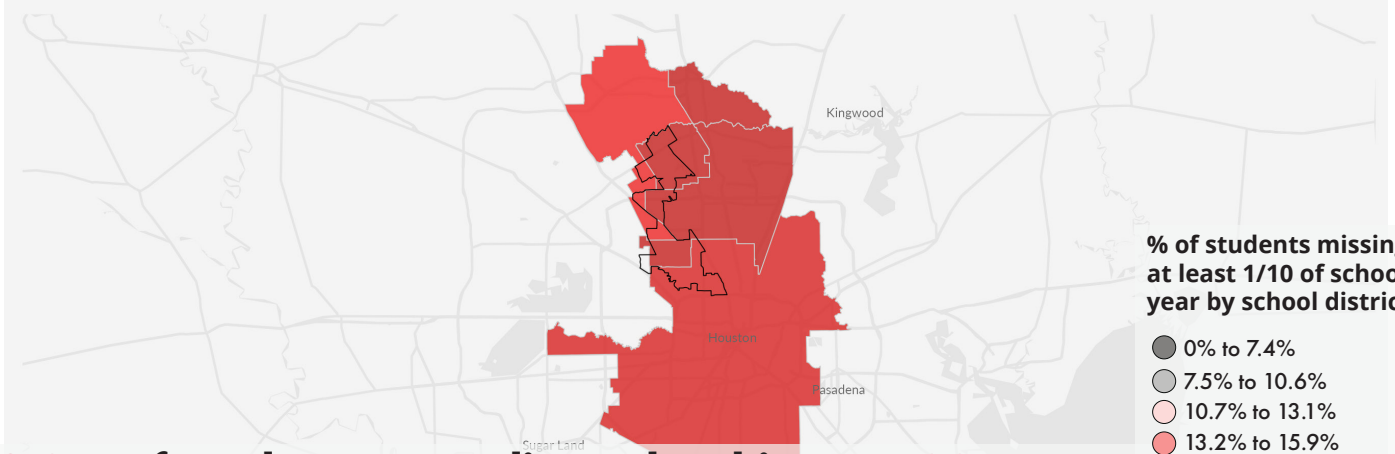 Kingwood
% of students missin
at least 1/10 of schoo
year by school distric
Houston
0% to 7.4%
7.5% to 10.6%
Pasadena
10.7% to 13.1%
13.2% to 15.9%
Sugar Land